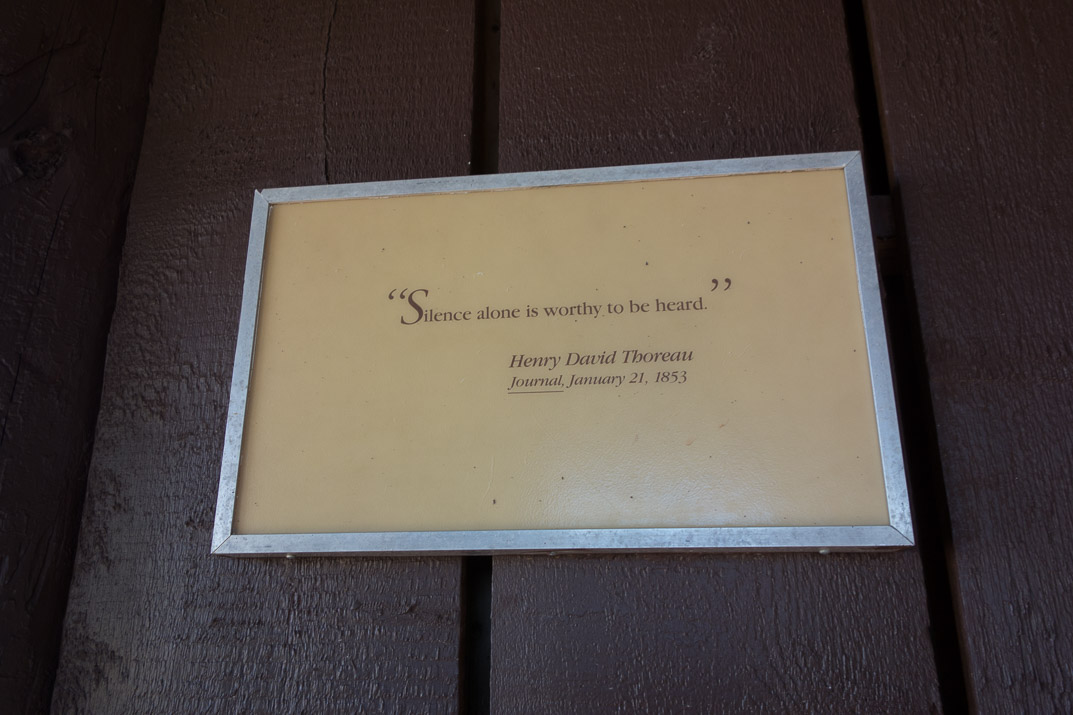 “Silence alone is worthy to be heard.”
Henry David Thoreau
Journal, January 21, 1853